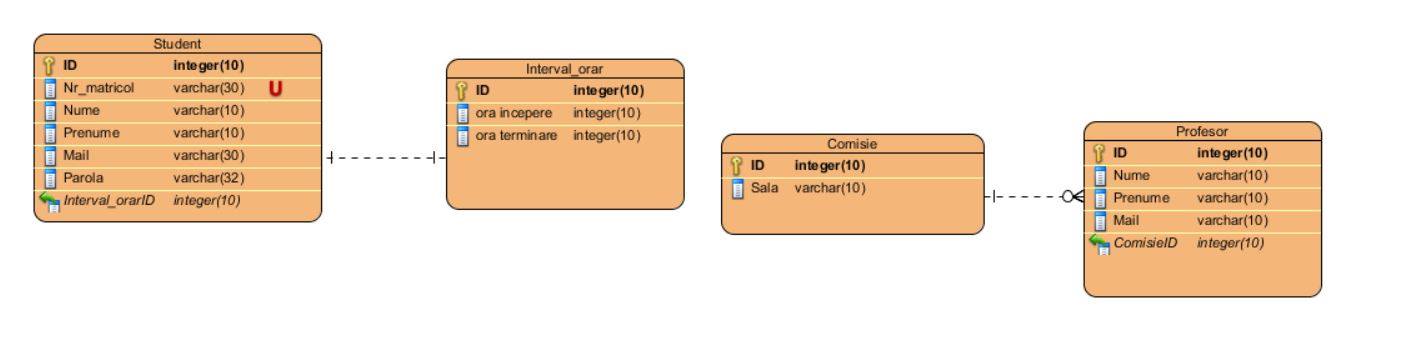 Student
ID integer(10)
Nr_matricol varchar(30) U
Nume varchar(10)
Prenume varchar(10)
Mail varchar(30)
Parola varchar(32)
Interval_orarID integer(10)
Interval_orar
ID integer(10)
ora incepere integer(10)
ora terminare integer(10)
Comisie
ID integer(10)
Sala varchar(10)
Profesor
ID integer(10)
Nume varchar(10)
Prenume varchar(10)
Mail varchar(10)
ComisieID integer(10)